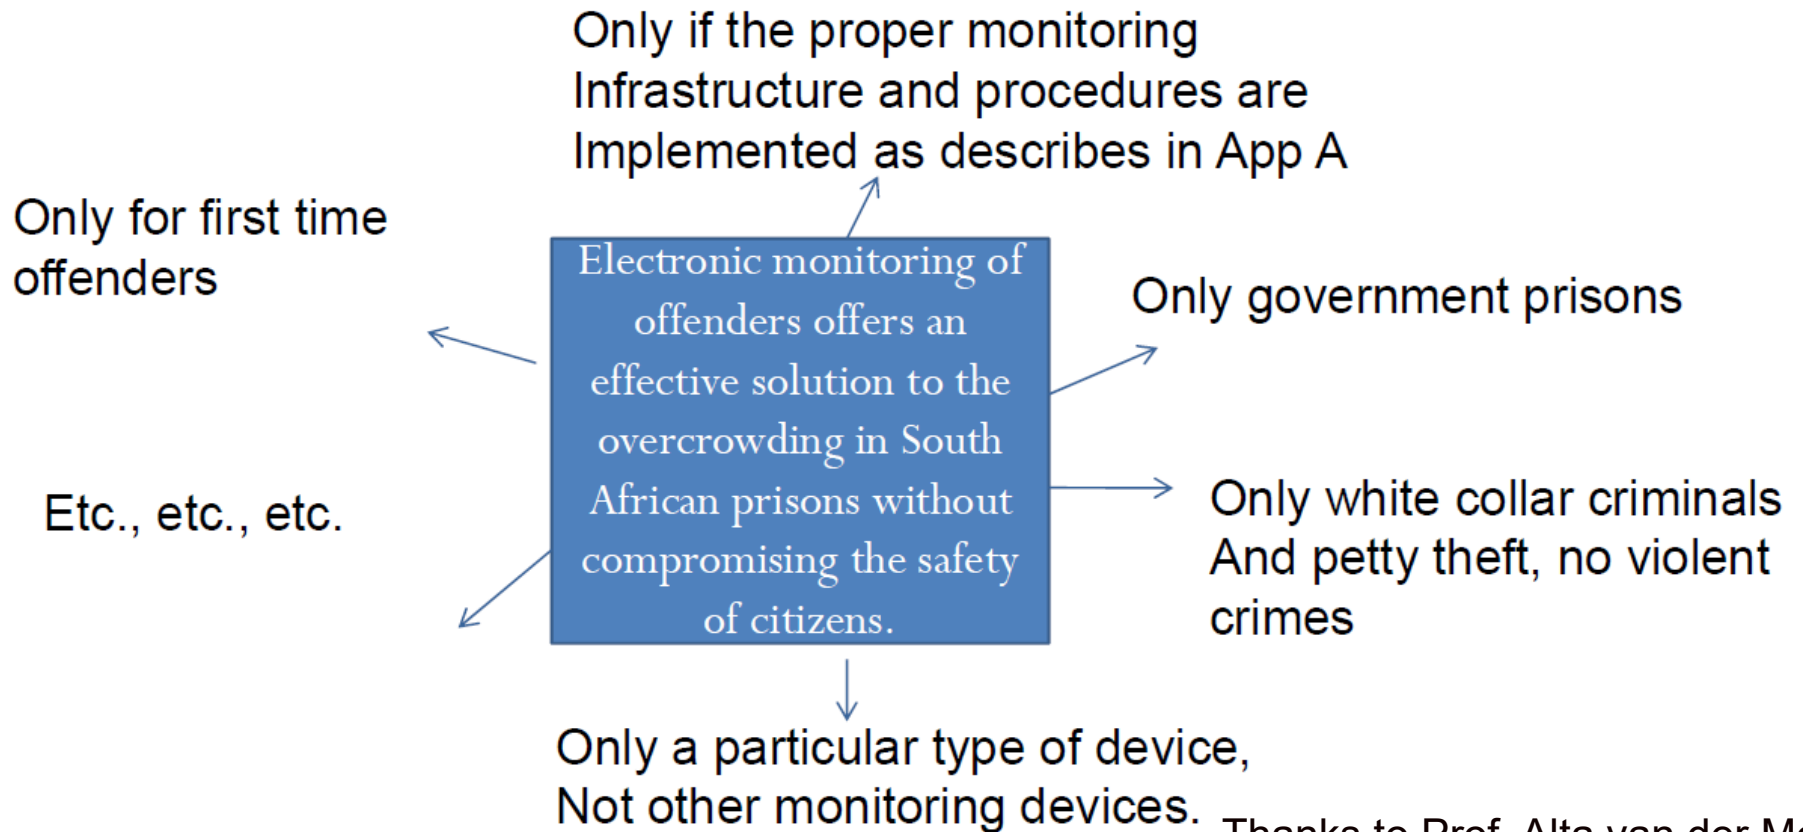 Only if the proper monitoring
Infrastructure and procedures are
Implemented as describes in App A
Only for first time
offenders
Electronic monitoring of
offenders offers an
effective solution to the
overcrowding in South
African prisons without
compromising the safety
of citizens.
Only government prisons
Etc., etc., etc.
Only white collar criminals
And petty theft, no violent
crimes
Only a particular type of device,
Not other monitoring devices.
Thanks to Prof. Alta van der